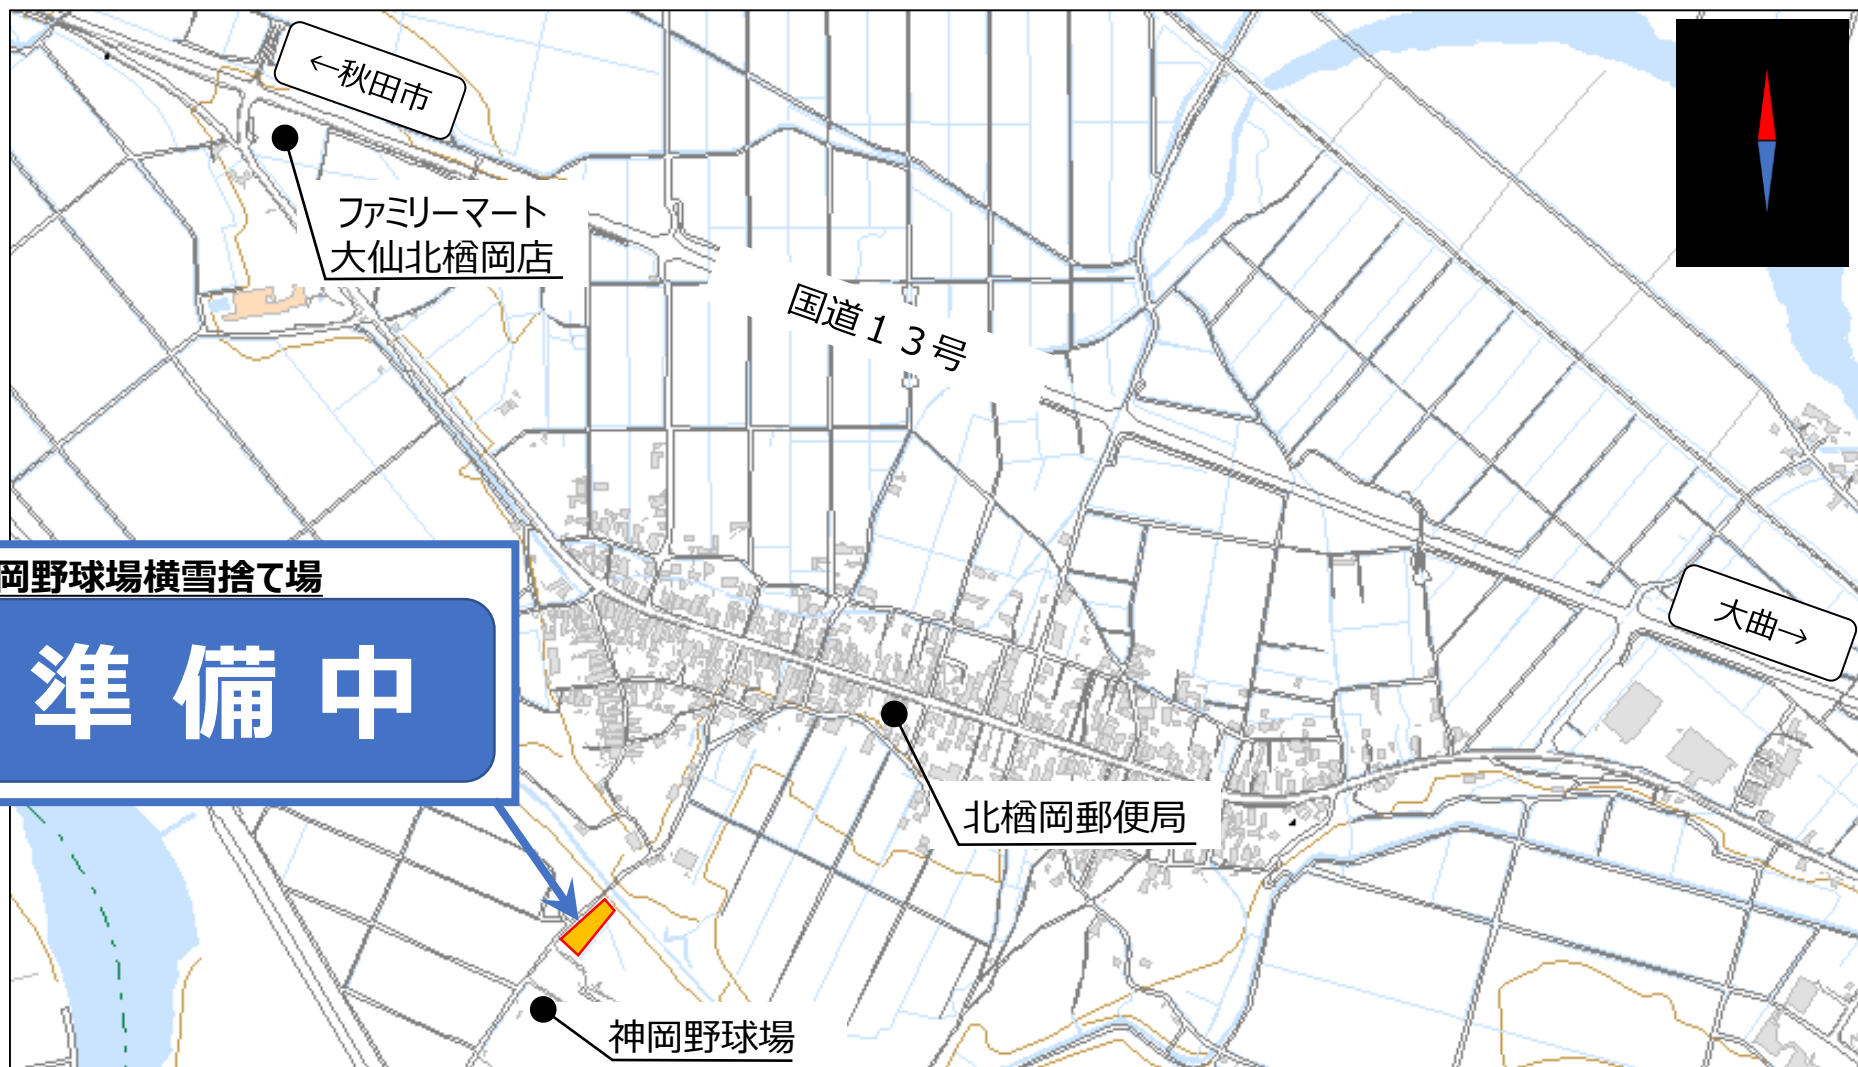 ←秋田市
ファミリーマート
大仙北楢岡店
国道１３号
岡野球場横雪捨て場
準備中
大曲→
北楢岡郵便局
神岡野球場